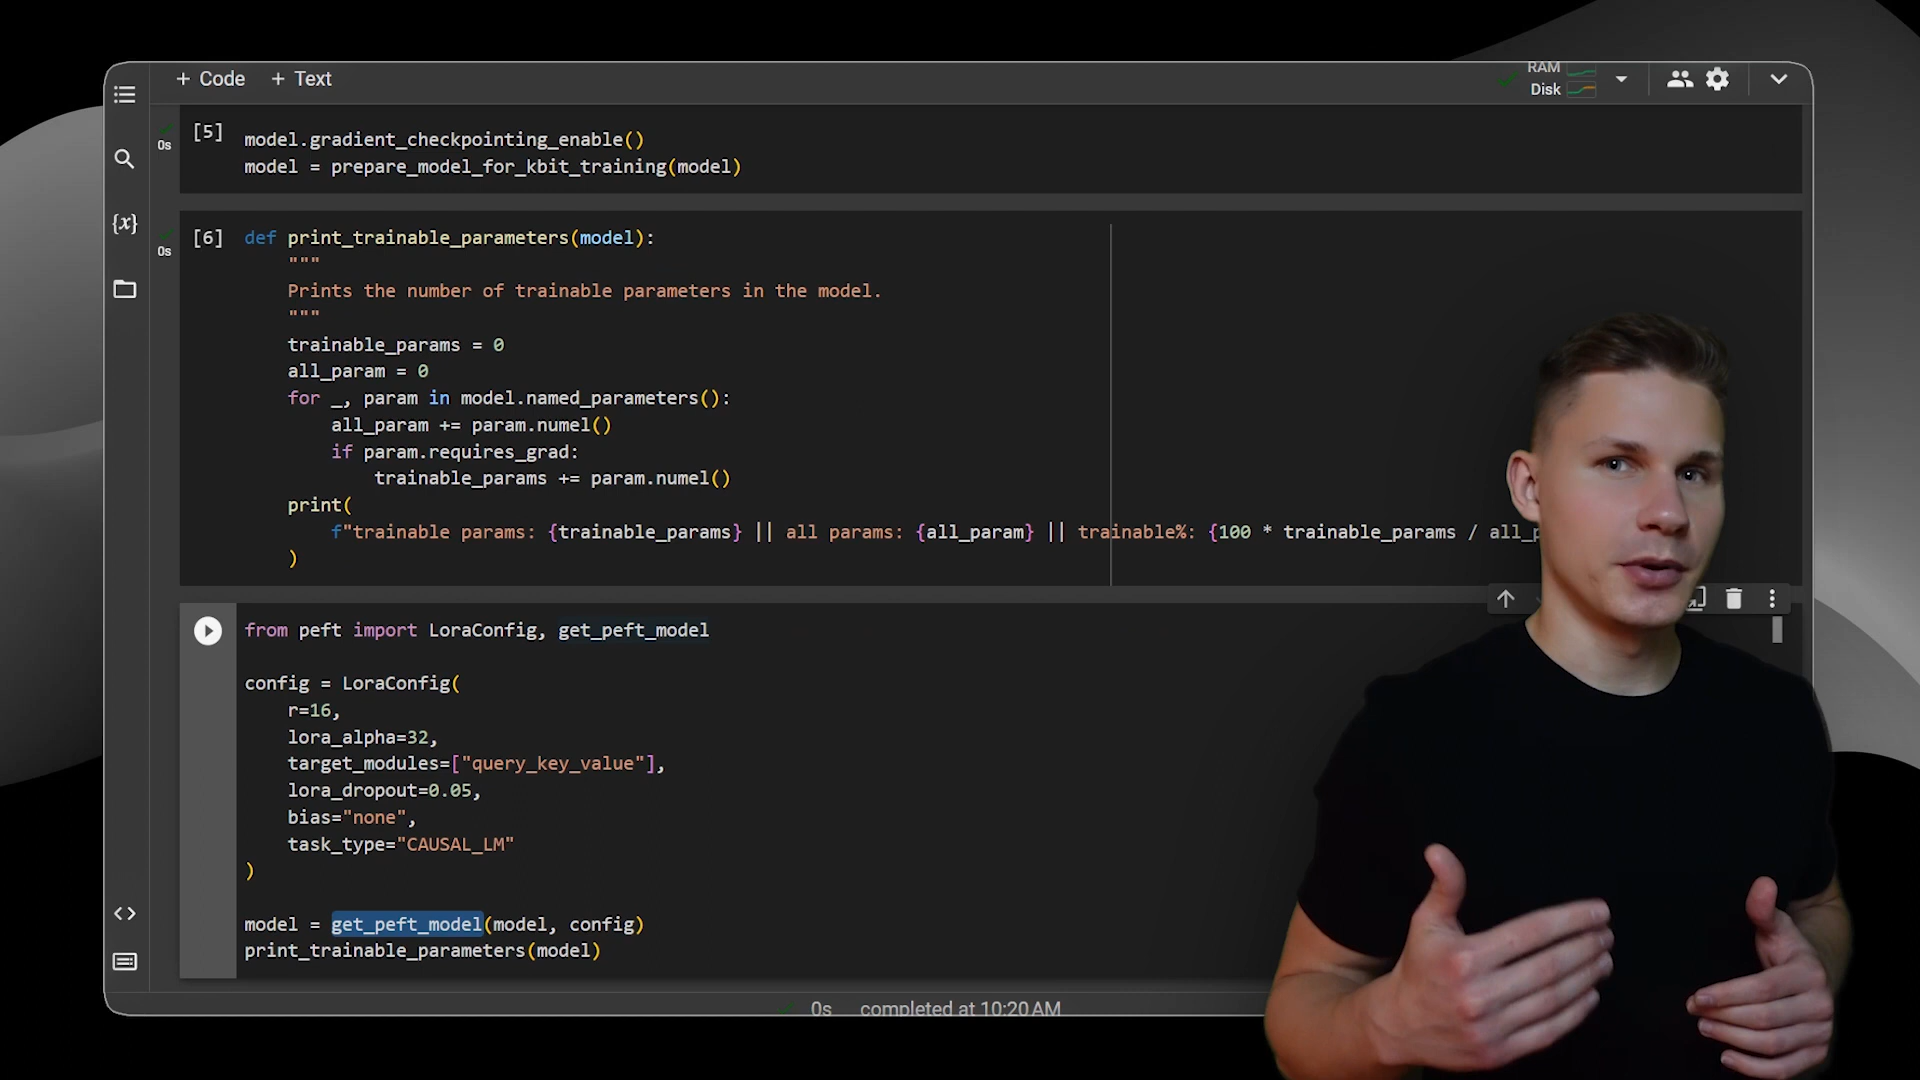 + Code + Text
RAM
Disk
{x}
0s
[5]
model.gradient_checkpointing_enable()
model = prepare_model_for_kbit_training(model)
0s
[6]
def print_trainable_parameters(model):
"""
Prints the number of trainable parameters in the model.
"""
trainable_params = 0
all_param = 0
for _, param in model.named_parameters():
all_param += param.numel()
if param.requires_grad:
trainable_params += param.numel()
print(
f"trainable params: {trainable_params} || all params: {all_param} || trainable%: {100 * trainable_params / all_p
)
from peft import LoraConfig, get_peft_model
config = LoraConfig(
r=16,
lora_alpha=32,
target_modules=["query_key_value"],
lora_dropout=0.05,
bias="none",
task_type="CAUSAL_LM"
)
model = get_peft_model(model, config)
print_trainable_parameters(model)
0s completed at 10:20 AM